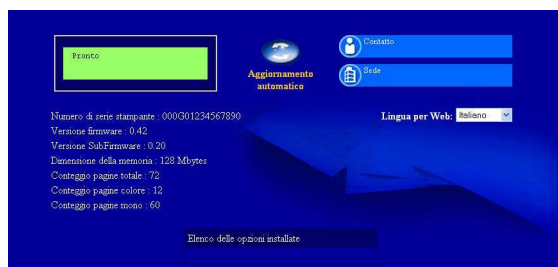 Pronto
Aggiornamento
automatico
Contatto
Sede
Numero di serie stampante : 000G01234567890
Lingua per Web: Italiano
Versione firmware : 0.42
Versione SubFirmware : 0.20
Dimensione della memoria : 128 Mbytes
Conteggio pagine totale : 72
Conteggio pagine colore : 12
Conteggio pagine mono : 60
Elenco delle opzioni installate